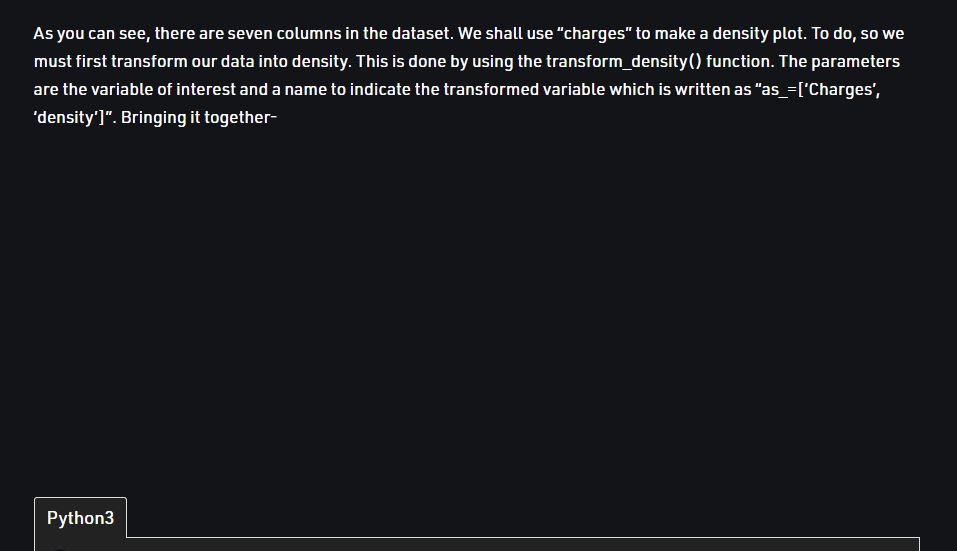 As you can see, there are seven columns in the dataset. We shall use “charges” to make a density plot. To do, so we
must first transform our data into density. This is done by using the transform_density() function. The parameters
are the variable of interest and a name to indicate the transformed variable which is written as “as_=[‘Charges’,
‘density’]”. Bringing it together-
Python3